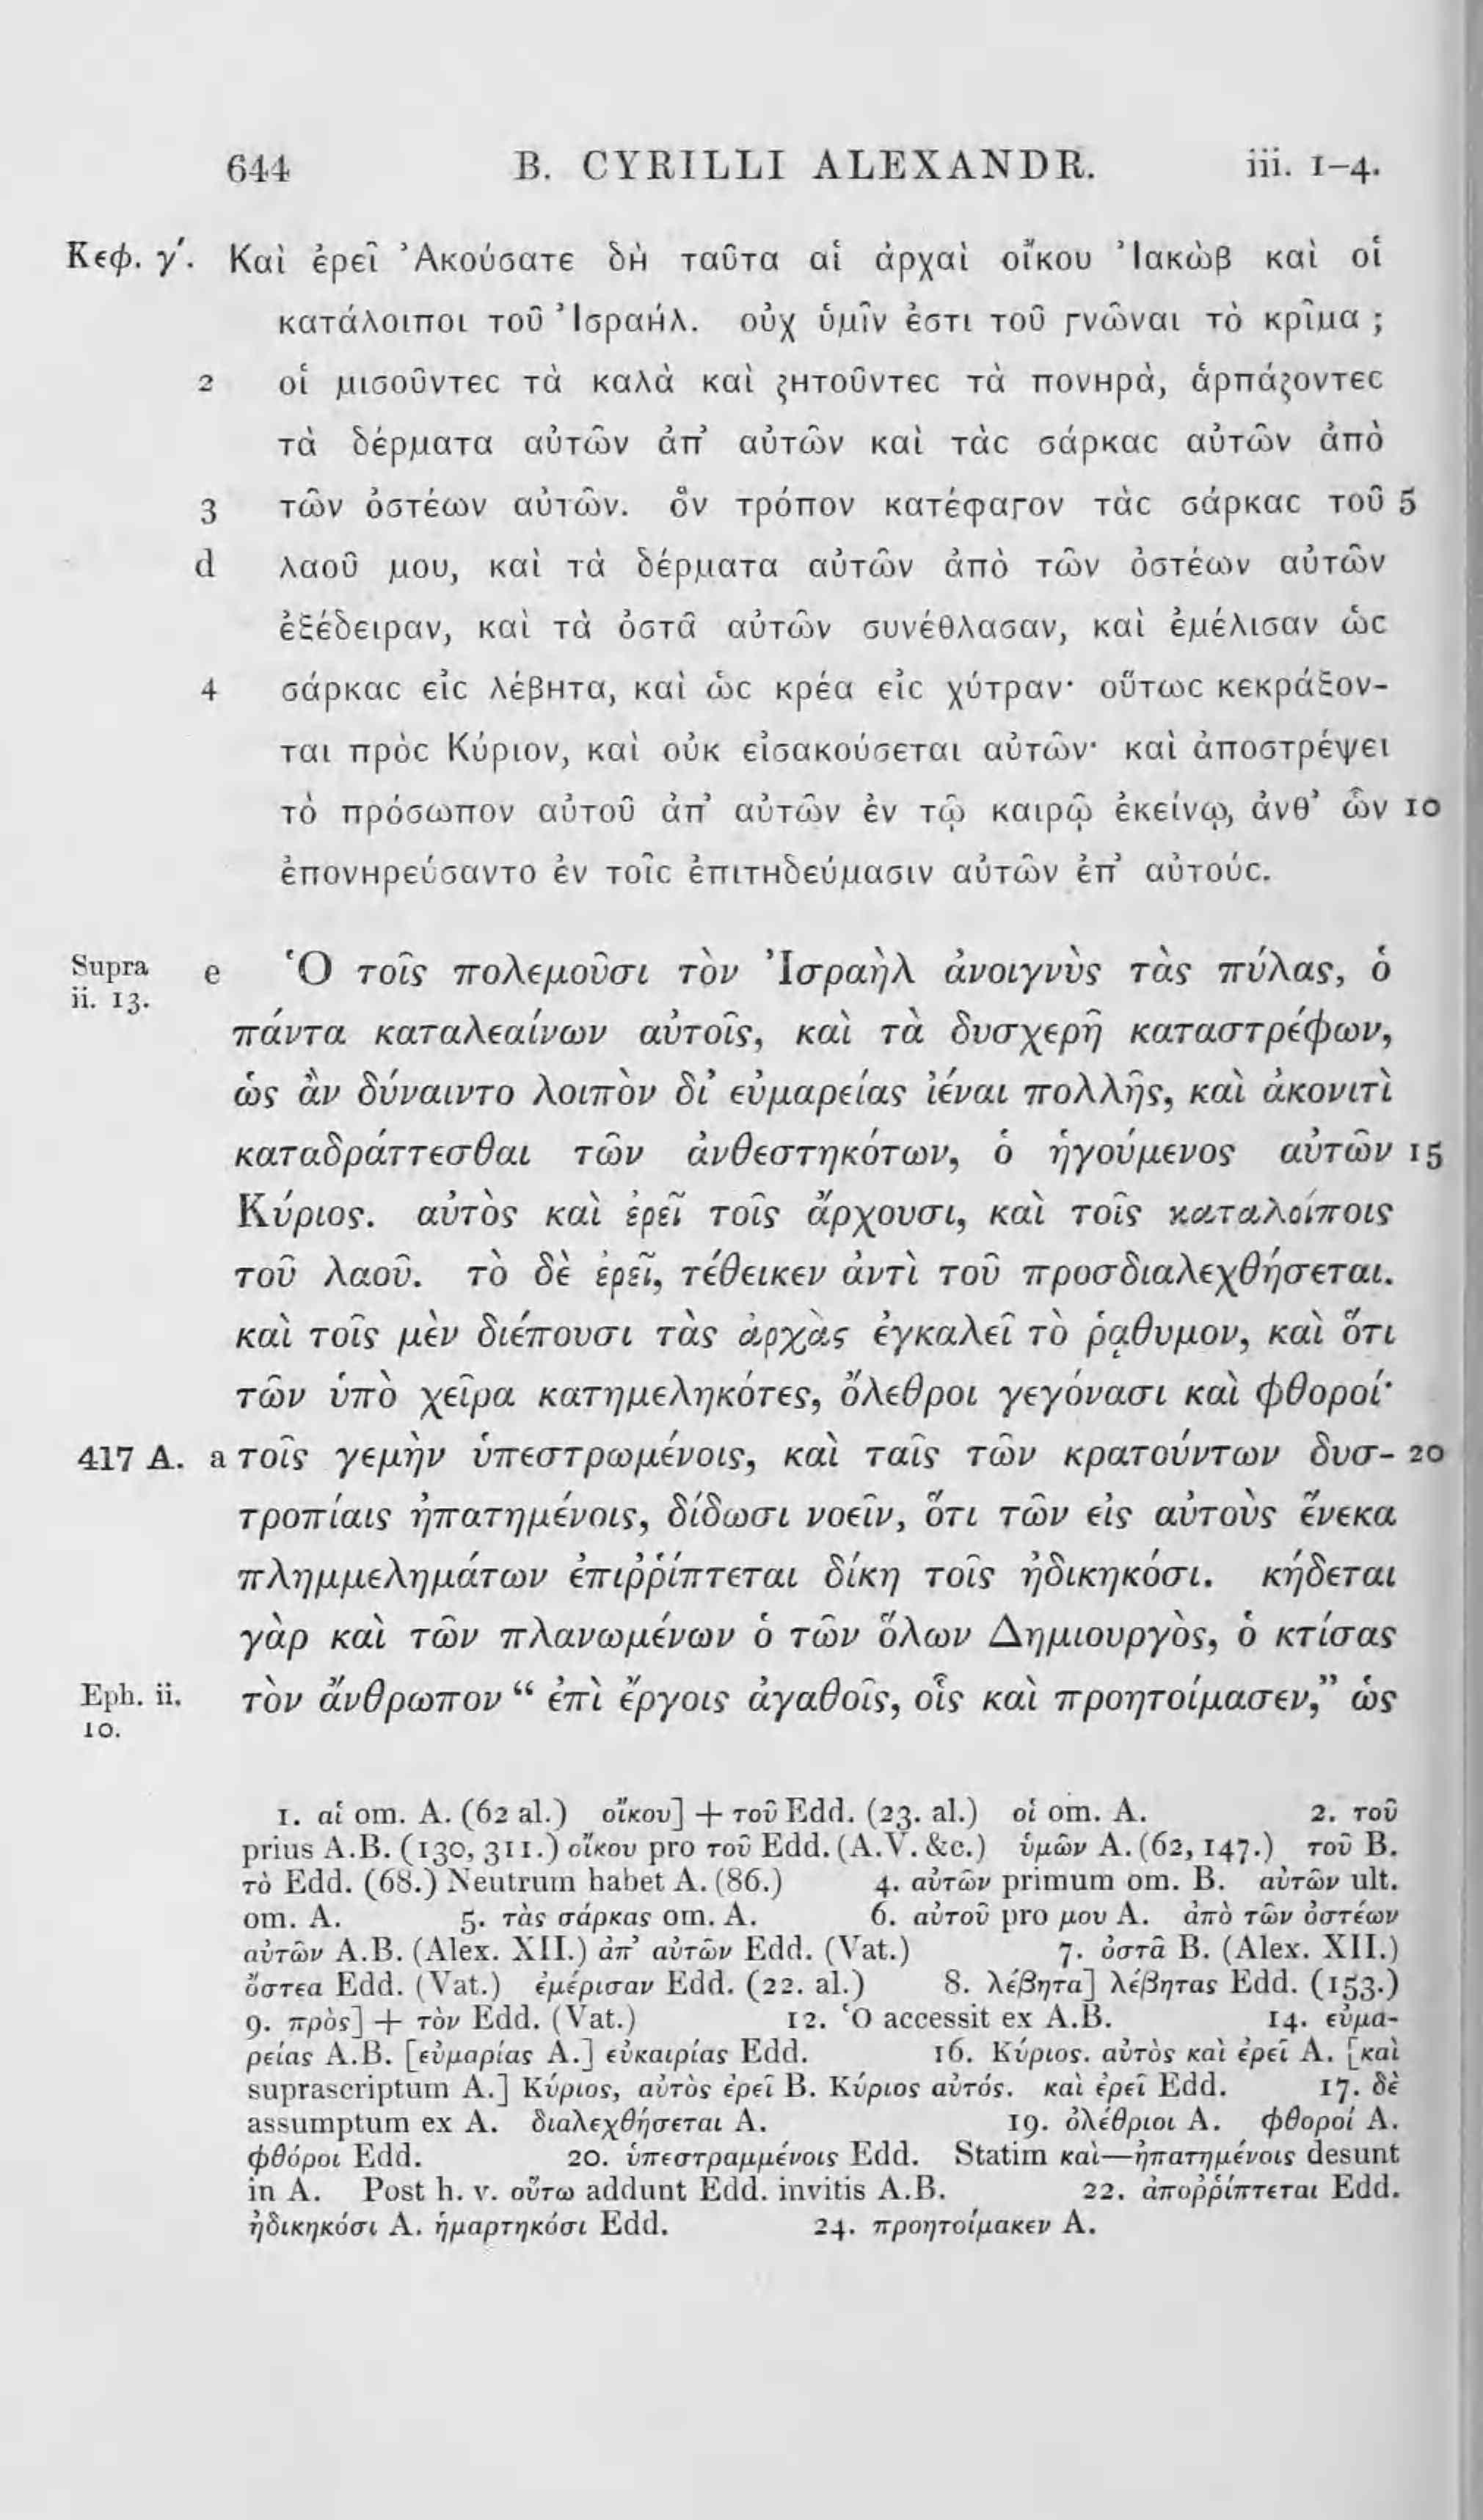 644 B. CYRILLI ALEXANDR. iii. 1–4.
Κεφ. γʹ. Καὶ ἐρεῖ Ἀκούσατε δὴ ταῦτα αἱ ἀρχαὶ οἴκου Ἰακὼβ καὶ οἱ
κατάλοιποι τοῦ Ἰσραήλ. οὐχ ὑμῖν ἐστι τοῦ γνῶναι τὸ κρῖμα ;
2 οἱ μισοῦντες τὰ καλὰ καὶ ζητοῦντες τὰ πονηρὰ, ἁρπάζοντες
τὰ δέρματα αὐτῶν ἀπ’ αὐτῶν καὶ τὰς σάρκας αὐτῶν ἀπὸ
3 τῶν ὀστέων αὐτῶν. ὃν τρόπον κατέφαγον τὰς σάρκας τοῦ 5
d λαοῦ μου, καὶ τὰ δέρματα αὐτῶν ἀπὸ τῶν ὀστέων αὐτῶν
ἐξέδειραν, καὶ τὰ ὀστᾶ αὐτῶν συνέθλασαν, καὶ ἐμέλισαν ὡς
4 σάρκας εἰς λέβητα, καὶ ὡς κρέα εἰς χύτραν· οὕτως κεκράξον-
ται πρὸς Κύριον, καὶ οὐκ εἰσακούσεται αὐτῶν· καὶ ἀποστρέψει
τὸ πρόσωπον αὐτοῦ ἀπ’ αὐτῶν ἐν τῷ καιρῷ ἐκείνῳ, ἀνθ’ ὧν 10
ἐπονηρεύσαντο ἐν τοῖς ἐπιτηδεύμασιν αὐτῶν ἐπ’ αὐτούς.
Supra e Ὁ τοῖς πολεμοῦσι τὸν Ἰσραὴλ ἀνοιγνὺς τὰς πύλας, ὁ
ii. 13.
πάντα καταλεαίνων αὐτοῖς, καὶ τὰ δυσχερῆ καταστρέφων,
ὡς ἂν δύναιντο λοιπὸν δι’ εὐμαρείας ἰέναι πολλῆς, καὶ ἀκονιτὶ
καταδράττεσθαι τῶν ἀνθεστηκότων, ὁ ἡγούμενος αὐτῶν 15
Κύριος. αὐτὸς καὶ ἐρεῖ τοῖς ἄρχουσι, καὶ τοῖς καταλοίποις
τοῦ λαοῦ. τὸ δὲ ἐρεῖ, τέθεικεν ἀντὶ τοῦ προσδιαλεχθήσεται.
καὶ τοῖς μὲν διέπουσι τὰς ἀρχὰς ἐγκαλεῖ τὸ ῥᾴθυμον, καὶ ὅτι
τῶν ὑπὸ χεῖρα κατημεληκότες, ὄλεθροι γεγόνασι καὶ φθοροί·
417 A. a τοῖς γεμὴν ὑπεστρωμένοις, καὶ ταῖς τῶν κρατούντων δυσ- 20
τροπίαις ἠπατημένοις, δίδωσι νοεῖν, ὅτι τῶν εἰς αὐτοὺς ἕνεκα
πλημμελημάτων ἐπιῤῥίπτεται δίκη τοῖς ἠδικηκόσι. κήδεται
γὰρ καὶ τῶν πλανωμένων ὁ τῶν ὅλων Δημιουργὸς, ὁ κτίσας
Eph. ii. τὸν ἄνθρωπον “ ἐπὶ ἔργοις ἀγαθοῖς, οἷς καὶ προητοίμασεν,” ὡς
10.
1. αἱ om. A. (62 al.) οἴκου] + τοῦ Edd. (23. al.) οἱ om. A. 2. τοῦ
prius A.B. (130, 311.) οἴκου pro τοῦ Edd. (A.V. &c.) ὑμῶν A. (62, 147.) τοῦ B.
τὸ Edd. (68.) Neutrum habet A. (86.) 4. αὐτῶν primum om. B. αὐτῶν ult.
om. A. 5. τὰς σάρκας om. A. 6. αὐτοῦ pro μου A. ἀπὸ τῶν ὀστέων
αὐτῶν A.B. (Alex. XII.) ἀπ’ αὐτῶν Edd. (Vat.) 7. ὀστᾶ B. (Alex. XII.)
ὄστεα Edd. (Vat.) ἐμέρισαν Edd. (22. al.) 8. λέβητα] λέβητας Edd. (153.)
9. πρὸς] + τὸν Edd. (Vat.) 12. Ὁ accessit ex A.B. 14. εὐμα-
ρείας A.B. [εὐμαρίας A.] εὐκαιρίας Edd. 16. Κύριος. αὐτὸς καὶ ἐρεῖ A. [καὶ
suprascriptum A.] Κύριος, αὐτὸς ἐρεῖ B. Κύριος αὐτός. καὶ ἐρεῖ Edd. 17. δὲ
assumptum ex A. διαλεχθήσεται A. 19. ὀλέθριοι A. φθοροί A.
φθόροι Edd. 20. ὑπεστραμμένοις Edd. Statim καὶ—ἠπατημένοις desunt
in A. Post h. v. οὕτω addunt Edd. invitis A.B. 22. ἀποῤῥίπτεται Edd.
ἠδικηκόσι A. ἡμαρτηκόσι Edd. 24. προητοίμακεν A.